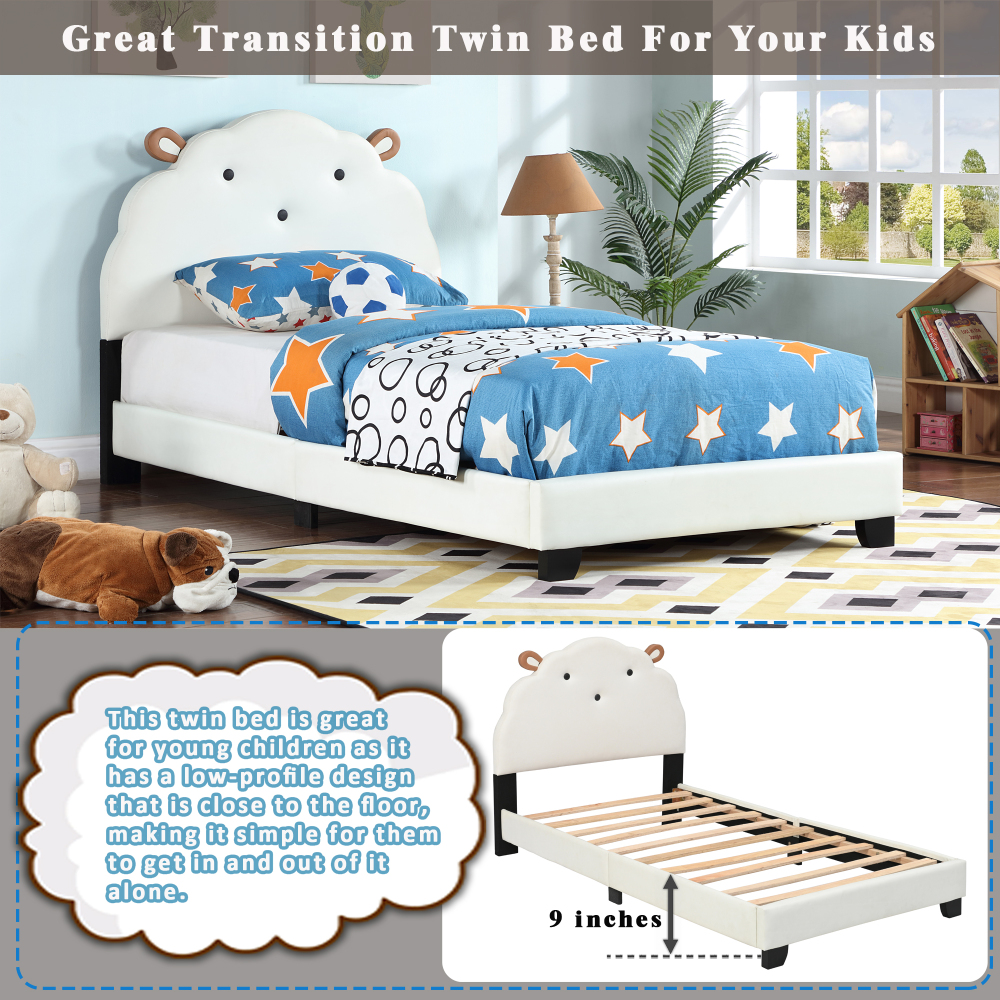 Great Transition Twin Bed For Your Kids
This twin bed is great
for young children as it
has a low-profile design
that is close to the floor,
making it simple for them
to get in and out of it
alone.
9 inches